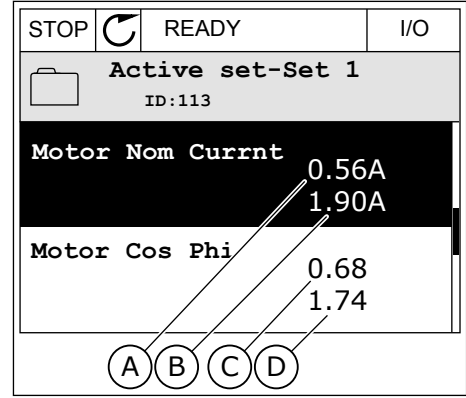 STOP READY I/O
Active set-Set 1
ID:113
Motor Nom Currnt
0.56A
1.90A
Motor Cos Phi
0.68
1.74
A B C D